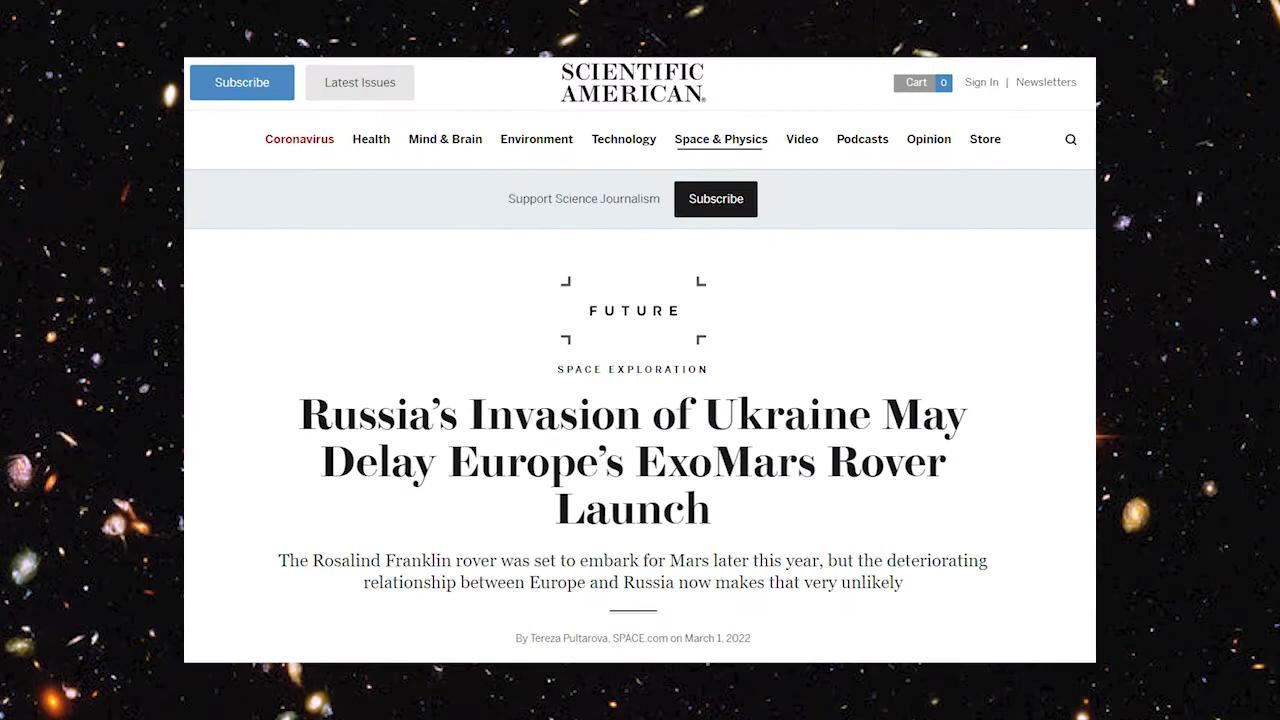 Subscribe
Latest Issues
SCIENTIFIC
AMERICAN®
Cart 0
Sign In | Newsletters
Coronavirus Health Mind & Brain Environment Technology Space & Physics Video Podcasts Opinion Store
Support Science Journalism Subscribe
FUTURE
SPACE EXPLORATION
Russia’s Invasion of Ukraine May
Delay Europe’s ExoMars Rover
Launch
The Rosalind Franklin rover was set to embark for Mars later this year, but the deteriorating
relationship between Europe and Russia now makes that very unlikely
By Tereza Pultarova, SPACE.com on March 1, 2022